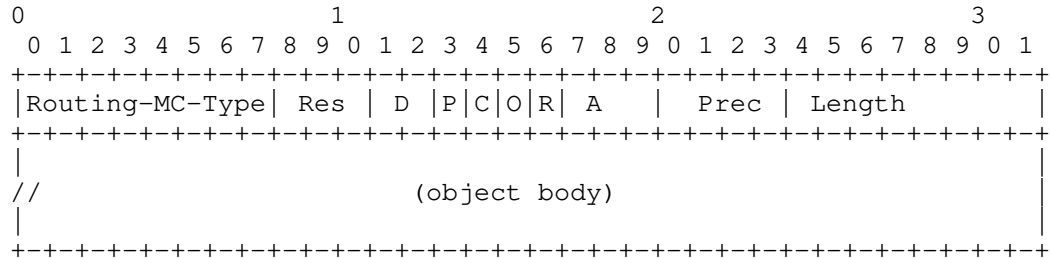 0                   1                   2                   3
 0 1 2 3 4 5 6 7 8 9 0 1 2 3 4 5 6 7 8 9 0 1 2 3 4 5 6 7 8 9 0 1
+-+-+-+-+-+-+-+-+-+-+-+-+-+-+-+-+-+-+-+-+-+-+-+-+-+-+-+-+-+-+-+-+
|Routing-MC-Type| Res | D |P|C|O|R| A     |  Prec | Length        |
+-+-+-+-+-+-+-+-+-+-+-+-+-+-+-+-+-+-+-+-+-+-+-+-+-+-+-+-+-+-+-+-+
|                                                               |
//                       (object body)                          |
|                                                               |
+-+-+-+-+-+-+-+-+-+-+-+-+-+-+-+-+-+-+-+-+-+-+-+-+-+-+-+-+-+-+-+-+